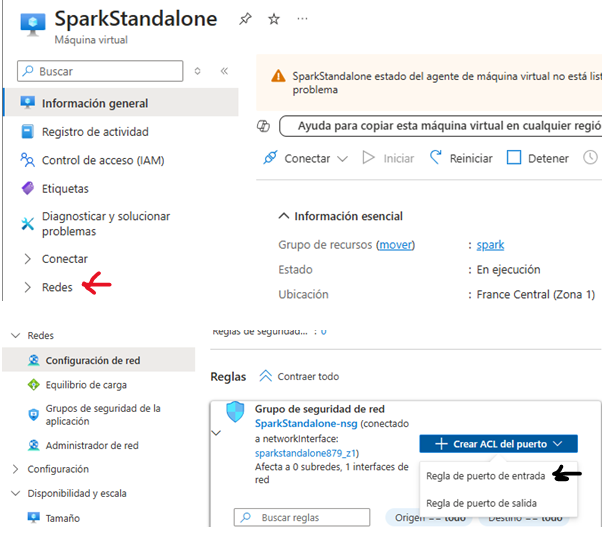 SparkStandalone
Máquina virtual
Buscar
Información general
Registro de actividad
Control de acceso (IAM)
Etiquetas
Diagnosticar y solucionar
problemas
Conectar
Redes
SparkStandalone estado del agente de máquina virtual no está list
problema
Ayuda para copiar esta máquina virtual en cualquier regió
Conectar
Iniciar
Reiniciar
Detener
Información esencial
Grupo de recursos (mover) : spark
Estado : En ejecución
Ubicación : France Central (Zona 1)
Redes
Configuración de red
Equilibrio de carga
Grupos de seguridad de la
aplicación
Administrador de red
Configuración
Disponibilidad y escala
Tamaño
Reglas de seguridad... : 0
Reglas
Contraer todo
Grupo de seguridad de red
SparkStandalone-nsg (conectado
a networkInterface:
sparkstandalone879_z1)
Afecta a 0 subredes, 1 interfaces de
red
+ Crear ACL del puerto
Regla de puerto de entrada
Regla de puerto de salida
Buscar reglas
Origen == todo
Destino == todo